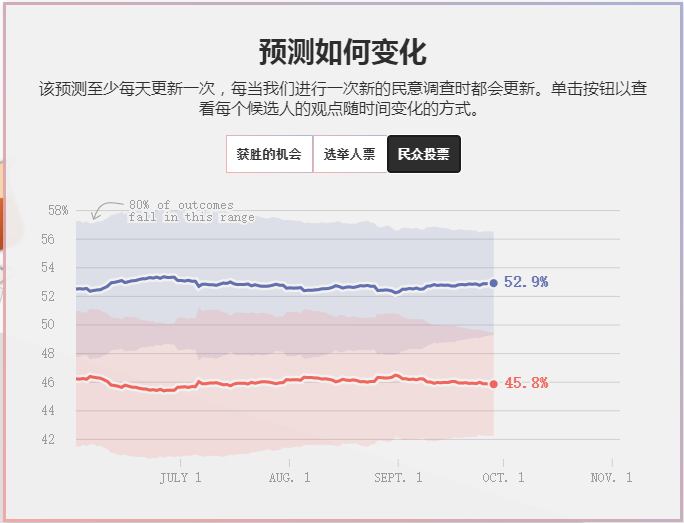 预测如何变化
该预测至少每天更新一次，每当我们进行一次新的民意调查时都会更新。单击按钮以查
看每个候选人的观点随时间变化的方式。
获胜的机会 选举人票 民众投票
80% of outcomes
fall in this range
58%
56
54
52.9%
52
50
48
46
45.8%
44
42
JULY 1 AUG. 1 SEPT. 1 OCT. 1 NOV. 1